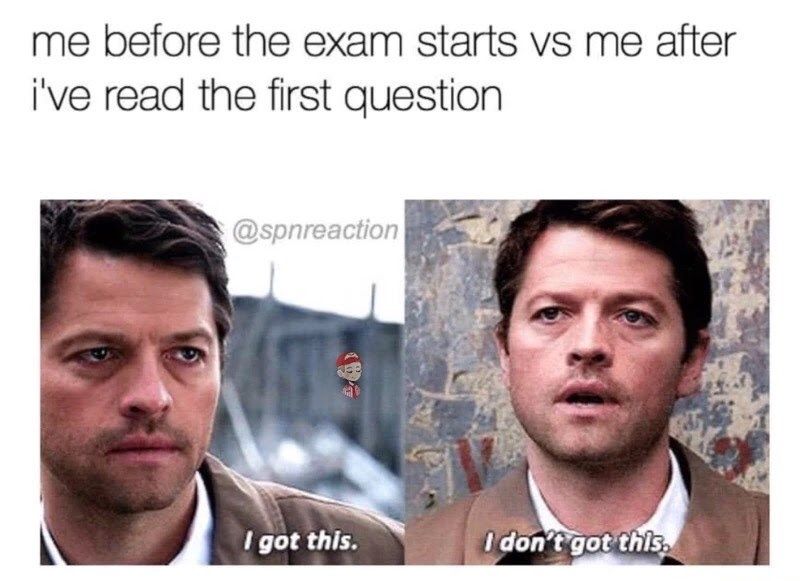 me before the exam starts vs me after
i've read the first question
@spnreaction
I got this.
I don't got this.